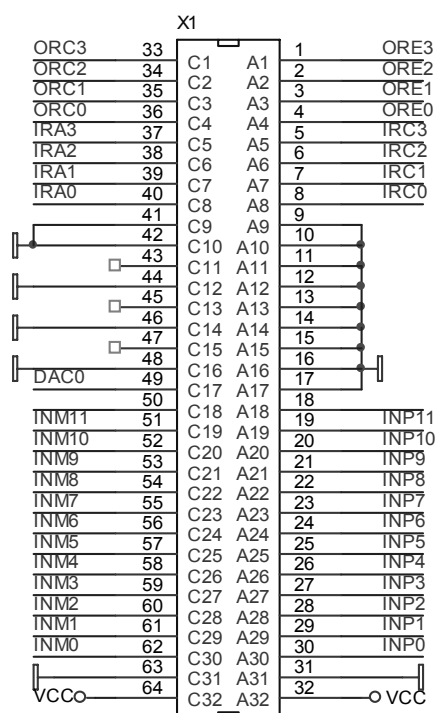 X1
ORC3 33 C1 A1 1 ORE3
ORC2 34 C2 A2 2 ORE2
ORC1 35 C3 A3 3 ORE1
ORC0 36 C4 A4 4 ORE0
IRA3 37 C5 A5 5 IRC3
IRA2 38 C6 A6 6 IRC2
IRA1 39 C7 A7 7 IRC1
IRA0 40 C8 A8 8 IRC0
41 C9 A9 9
42 C10 A10 10
43 C11 A11 11
44 C12 A12 12
45 C13 A13 13
46 C14 A14 14
47 C15 A15 15
48 C16 A16 16
DAC0 49 C17 A17 17
50 C18 A18 18
INM11 51 C19 A19 19 INP11
INM10 52 C20 A20 20 INP10
INM9 53 C21 A21 21 INP9
INM8 54 C22 A22 22 INP8
INM7 55 C23 A23 23 INP7
INM6 56 C24 A24 24 INP6
INM5 57 C25 A25 25 INP5
INM4 58 C26 A26 26 INP4
INM3 59 C27 A27 27 INP3
INM2 60 C28 A28 28 INP2
INM1 61 C29 A29 29 INP1
INM0 62 C30 A30 30 INP0
63 C31 A31 31
VCC 64 C32 A32 32 VCC